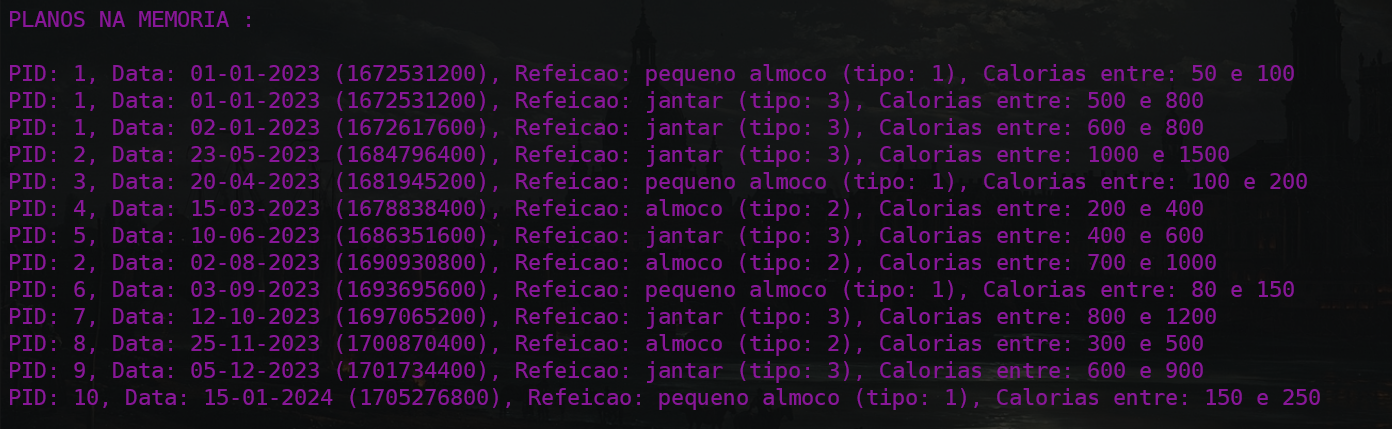 PLANOS NA MEMORIA :
PID: 1, Data: 01-01-2023 (1672531200), Refeicao: pequeno almoco (tipo: 1), Calorias entre: 50 e 100
PID: 1, Data: 01-01-2023 (1672531200), Refeicao: jantar (tipo: 3), Calorias entre: 500 e 800
PID: 1, Data: 02-01-2023 (1672617600), Refeicao: jantar (tipo: 3), Calorias entre: 600 e 800
PID: 2, Data: 23-05-2023 (1684796400), Refeicao: jantar (tipo: 3), Calorias entre: 1000 e 1500
PID: 3, Data: 20-04-2023 (1681945200), Refeicao: pequeno almoco (tipo: 1), Calorias entre: 100 e 200
PID: 4, Data: 15-03-2023 (1678838400), Refeicao: almoco (tipo: 2), Calorias entre: 200 e 400
PID: 5, Data: 10-06-2023 (1686351600), Refeicao: jantar (tipo: 3), Calorias entre: 400 e 600
PID: 2, Data: 02-08-2023 (1690930800), Refeicao: almoco (tipo: 2), Calorias entre: 700 e 1000
PID: 6, Data: 03-09-2023 (1693695600), Refeicao: pequeno almoco (tipo: 1), Calorias entre: 80 e 150
PID: 7, Data: 12-10-2023 (1697065200), Refeicao: jantar (tipo: 3), Calorias entre: 800 e 1200
PID: 8, Data: 25-11-2023 (1700870400), Refeicao: almoco (tipo: 2), Calorias entre: 300 e 500
PID: 9, Data: 05-12-2023 (1701734400), Refeicao: jantar (tipo: 3), Calorias entre: 600 e 900
PID: 10, Data: 15-01-2024 (1705276800), Refeicao: pequeno almoco (tipo: 1), Calorias entre: 150 e 250